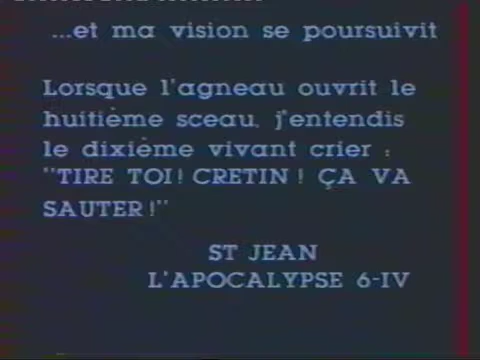 ...et ma vision se poursuivit
Lorsque l'agneau ouvrit le
huitième sceau, j'entendis
le dixième vivant crier :
"TIRE TOI! CRETIN! ÇA VA
SAUTER!"
ST JEAN
L'APOCALYPSE 6-IV